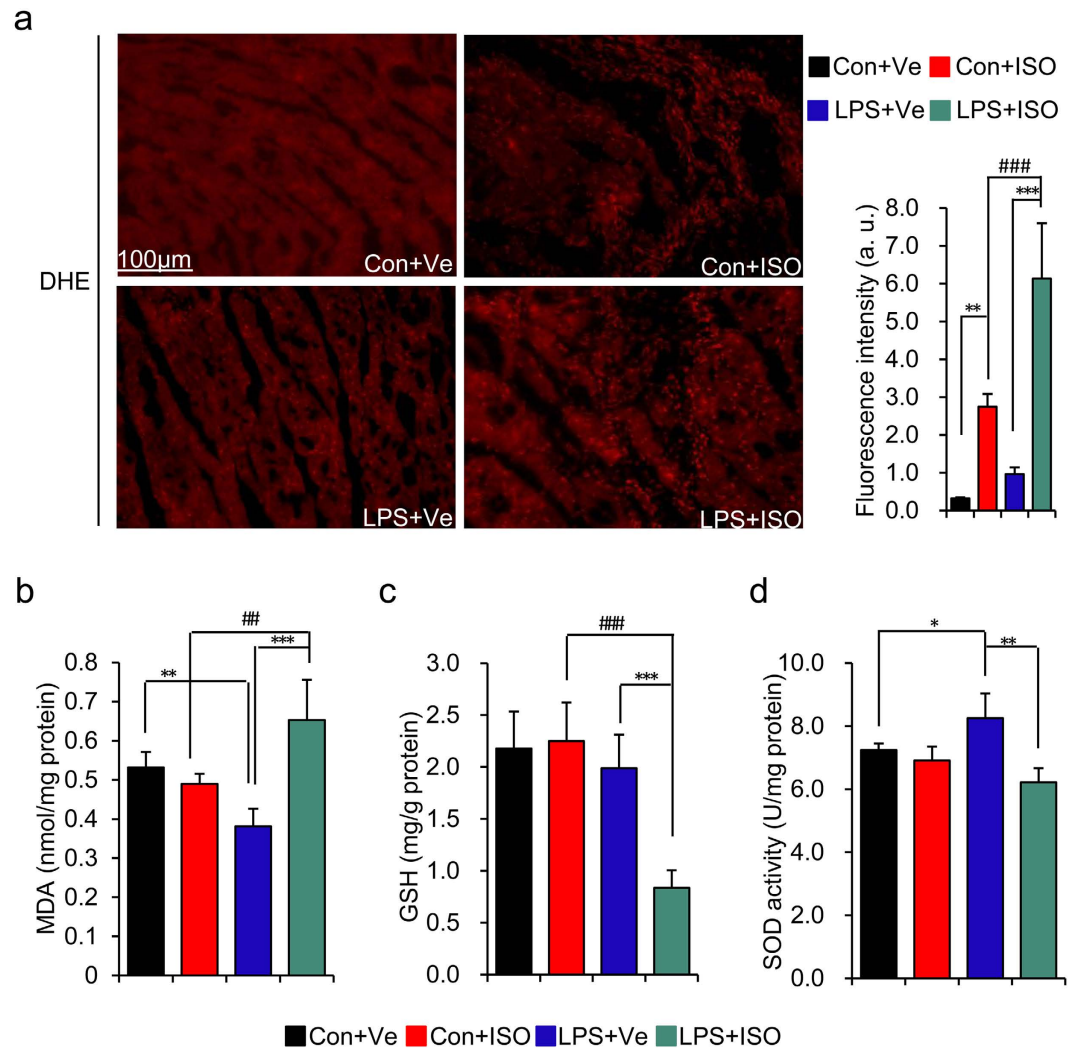 a
DHE
100μm
Con+Ve
Con+ISO
LPS+Ve
LPS+ISO
Con+Ve Con+ISO
LPS+Ve LPS+ISO
Fluorescence intensity (a. u.)
8.0
7.0
6.0
5.0
4.0
3.0
2.0
1.0
0.0
**
###
***
b
MDA (nmol/mg protein)
0.8
0.7
0.6
0.5
0.4
0.3
0.2
0.1
0
##
***
**
c
GSH (mg/g protein)
3.0
2.5
2.0
1.5
1.0
0.5
0.0
###
***
d
SOD activity (U/mg protein)
10.0
8.0
6.0
4.0
2.0
0.0
*
**
Con+Ve Con+ISO LPS+Ve LPS+ISO